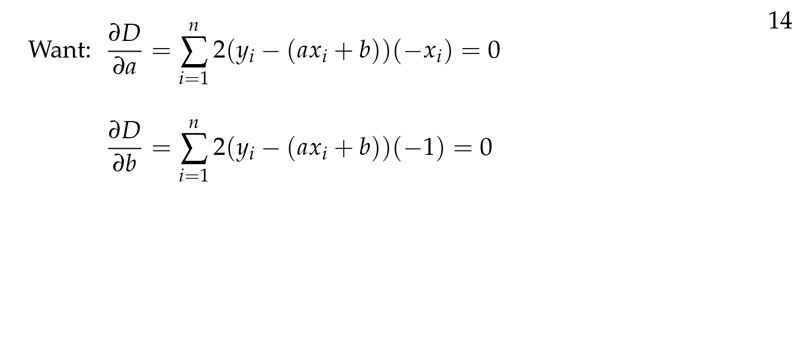 14
Want: ∂D/∂a = ∑_{i=1}^{n} 2(y_i − (ax_i + b))(−x_i) = 0
∂D/∂b = ∑_{i=1}^{n} 2(y_i − (ax_i + b))(−1) = 0